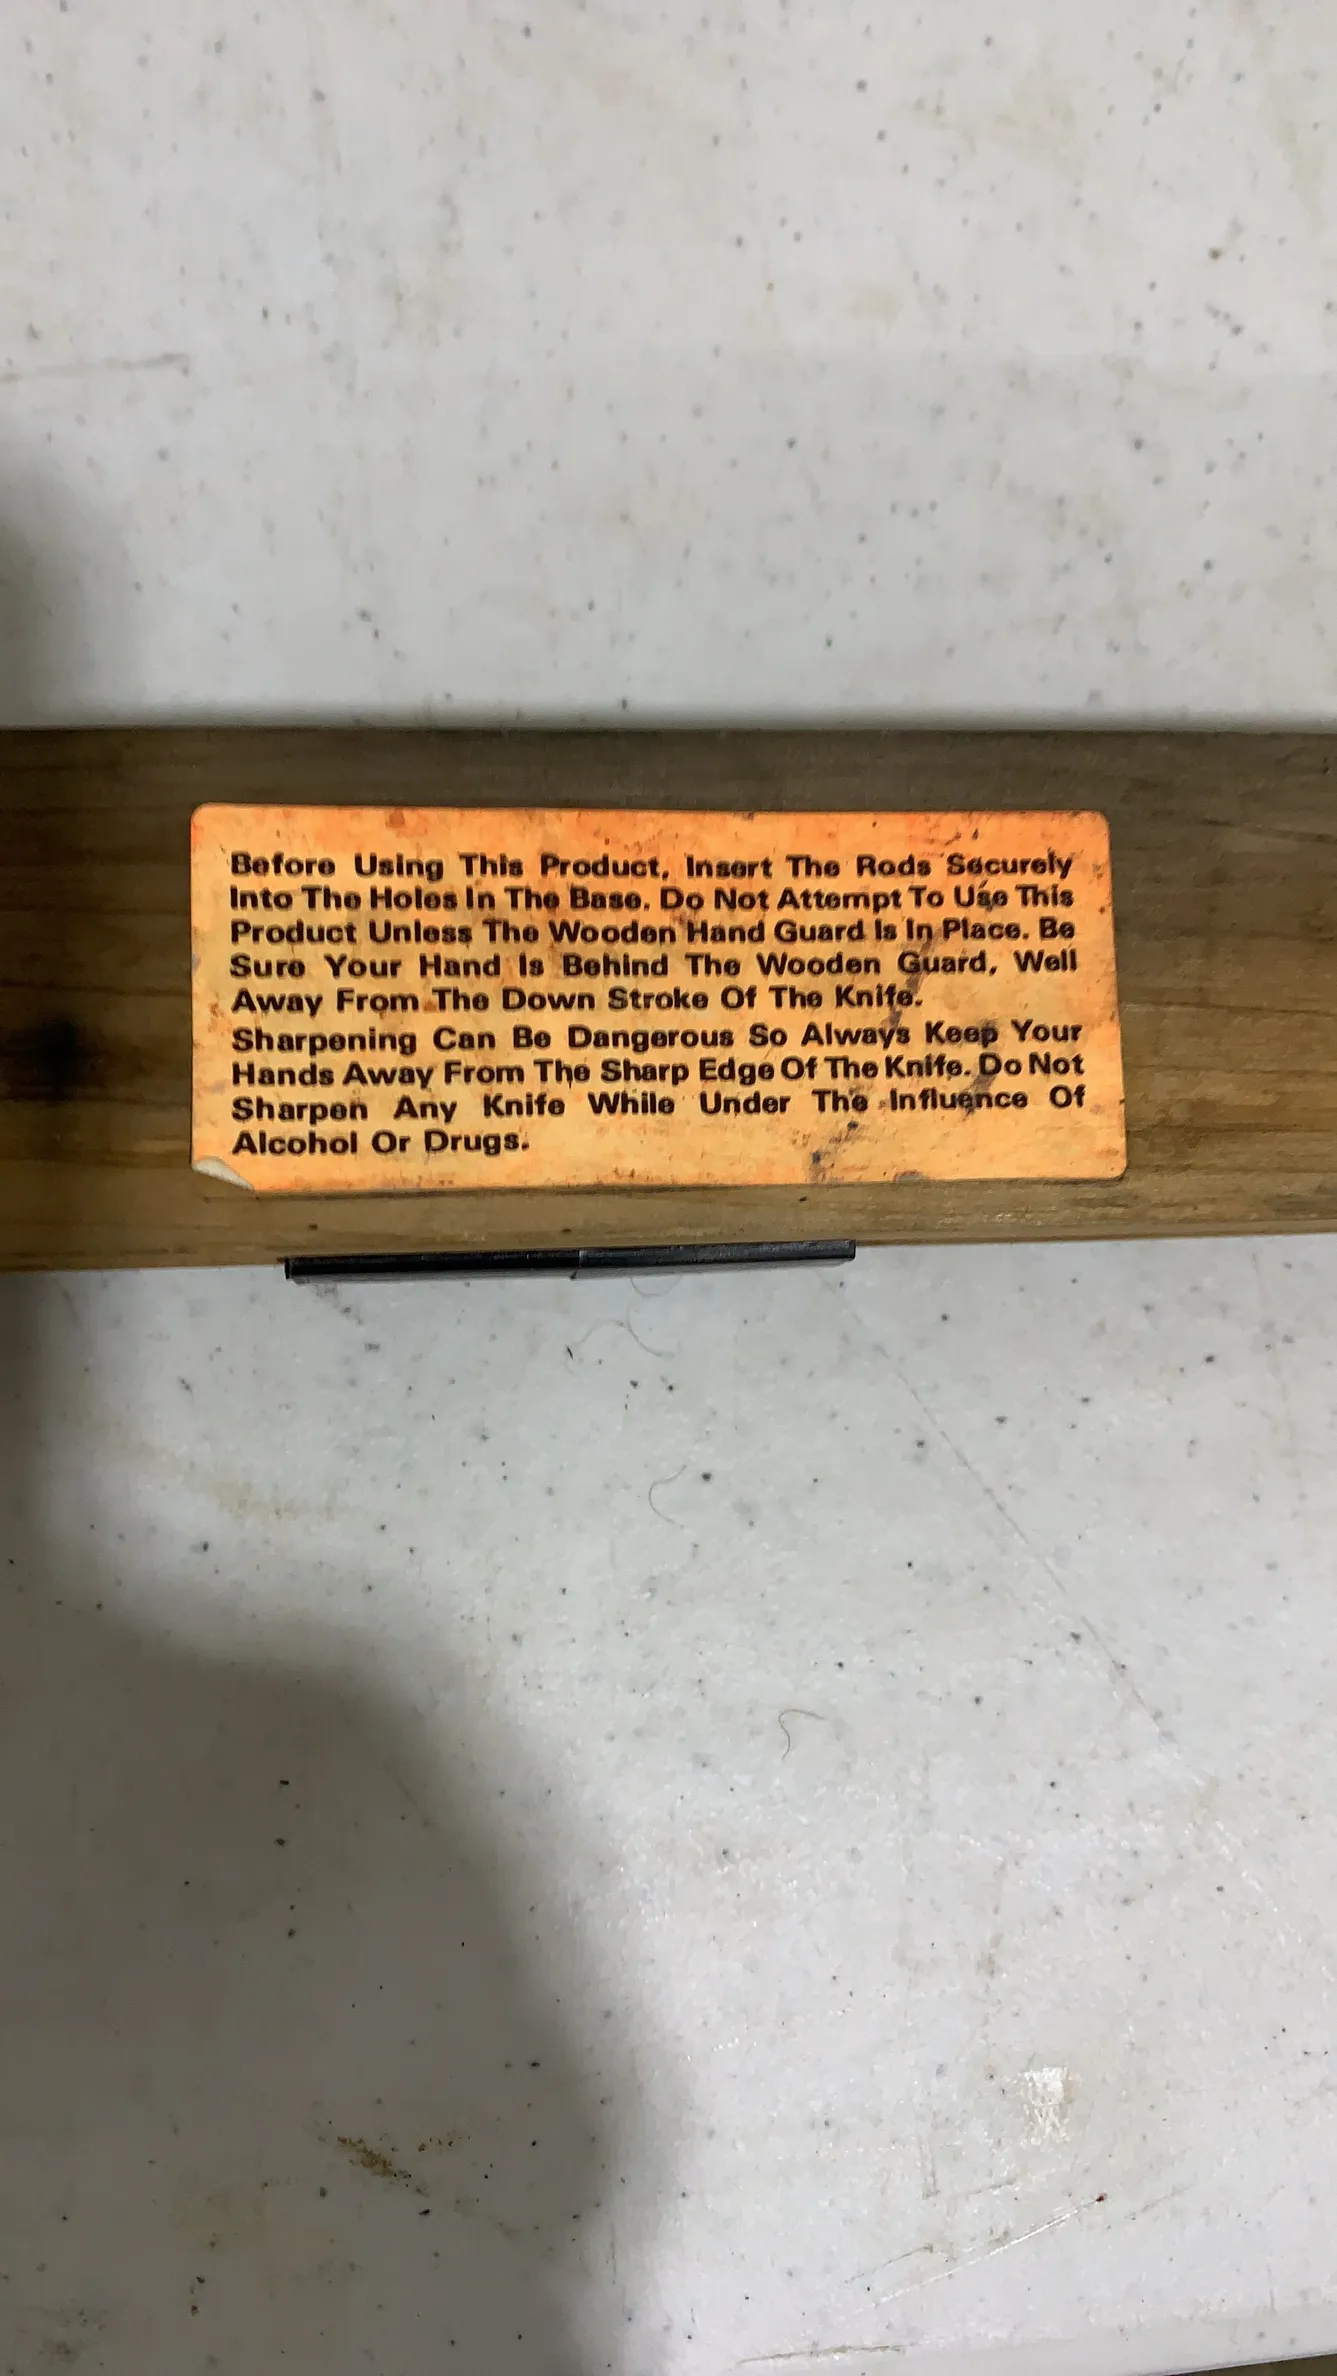 Before Using This Product, Insert The Rods Securely
Into The Holes In The Base. Do Not Attempt To Use This
Product Unless The Wooden Hand Guard Is In Place. Be
Sure Your Hand Is Behind The Wooden Guard, Well
Away From The Down Stroke Of The Knife.
Sharpening Can Be Dangerous So Always Keep Your
Hands Away From The Sharp Edge Of The Knife. Do Not
Sharpen Any Knife While Under The Influence Of
Alcohol Or Drugs.